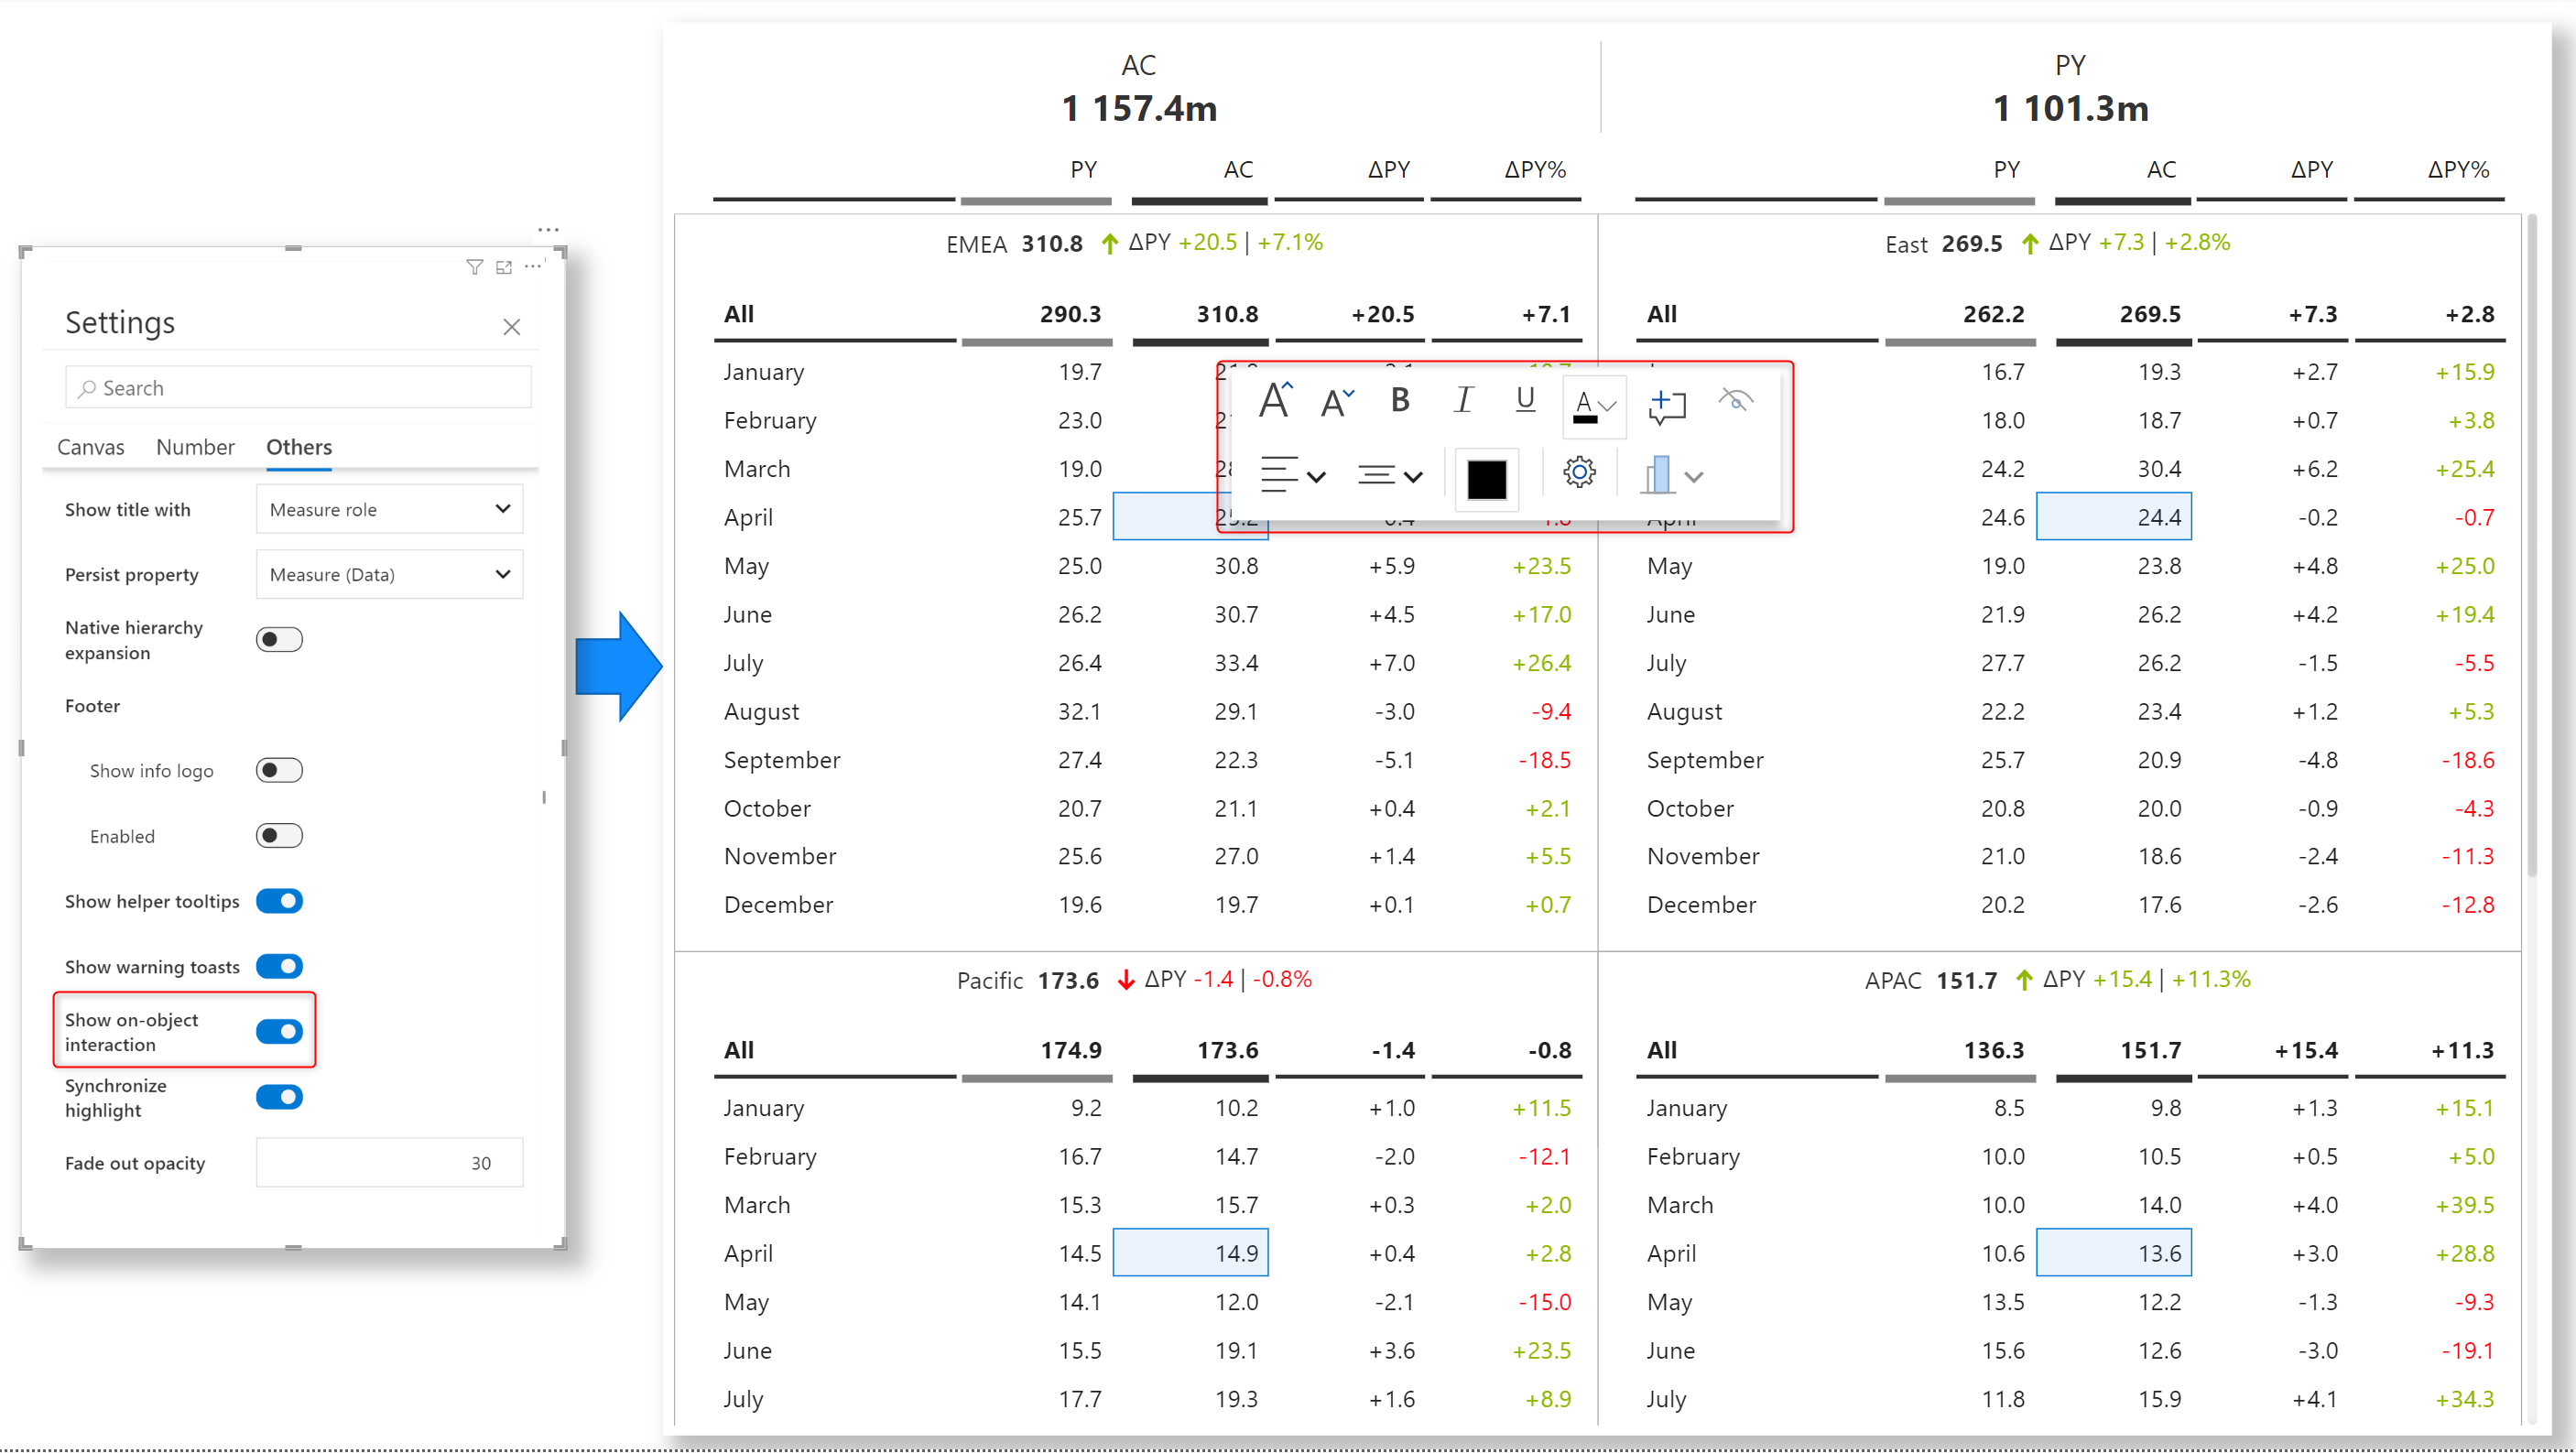 Settings
Search
Canvas Number Others
Show title with Measure role
Persist property Measure (Data)
Native hierarchy
expansion
Footer
Show info logo
Enabled
Show helper tooltips
Show warning toasts
Show on-object
interaction
Synchronize
highlight
Fade out opacity 30
AC
1 157.4m
PY
1 101.3m
PY AC ΔPY ΔPY%
PY AC ΔPY ΔPY%
EMEA 310.8 ΔPY +20.5 | +7.1%
All 290.3 310.8 +20.5 +7.1
January 19.7
February 23.0
March 19.0
April 25.7
May 25.0 30.8 +5.9 +23.5
June 26.2 30.7 +4.5 +17.0
July 26.4 33.4 +7.0 +26.4
August 32.1 29.1 -3.0 -9.4
September 27.4 22.3 -5.1 -18.5
October 20.7 21.1 +0.4 +2.1
November 25.6 27.0 +1.4 +5.5
December 19.6 19.7 +0.1 +0.7
A A B I U A
East 269.5 ΔPY +7.3 | +2.8%
All 262.2 269.5 +7.3 +2.8
16.7 19.3 +2.7 +15.9
18.0 18.7 +0.7 +3.8
24.2 30.4 +6.2 +25.4
April 24.6 24.4 -0.2 -0.7
May 19.0 23.8 +4.8 +25.0
June 21.9 26.2 +4.2 +19.4
July 27.7 26.2 -1.5 -5.5
August 22.2 23.4 +1.2 +5.3
September 25.7 20.9 -4.8 -18.6
October 20.8 20.0 -0.9 -4.3
November 21.0 18.6 -2.4 -11.3
December 20.2 17.6 -2.6 -12.8
Pacific 173.6 ΔPY -1.4 | -0.8%
All 174.9 173.6 -1.4 -0.8
January 9.2 10.2 +1.0 +11.5
February 16.7 14.7 -2.0 -12.1
March 15.3 15.7 +0.3 +2.0
April 14.5 14.9 +0.4 +2.8
May 14.1 12.0 -2.1 -15.0
June 15.5 19.1 +3.6 +23.5
July 17.7 19.3 +1.6 +8.9
APAC 151.7 ΔPY +15.4 | +11.3%
All 136.3 151.7 +15.4 +11.3
January 8.5 9.8 +1.3 +15.1
February 10.0 10.5 +0.5 +5.0
March 10.0 14.0 +4.0 +39.5
April 10.6 13.6 +3.0 +28.8
May 13.5 12.2 -1.3 -9.3
June 15.6 12.6 -3.0 -19.1
July 11.8 15.9 +4.1 +34.3